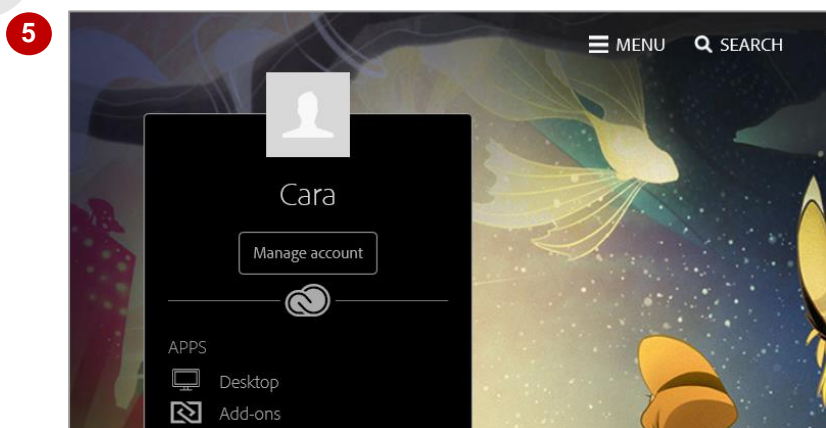 5
MENU SEARCH
Cara
Manage account
APPS
Desktop
Add-ons